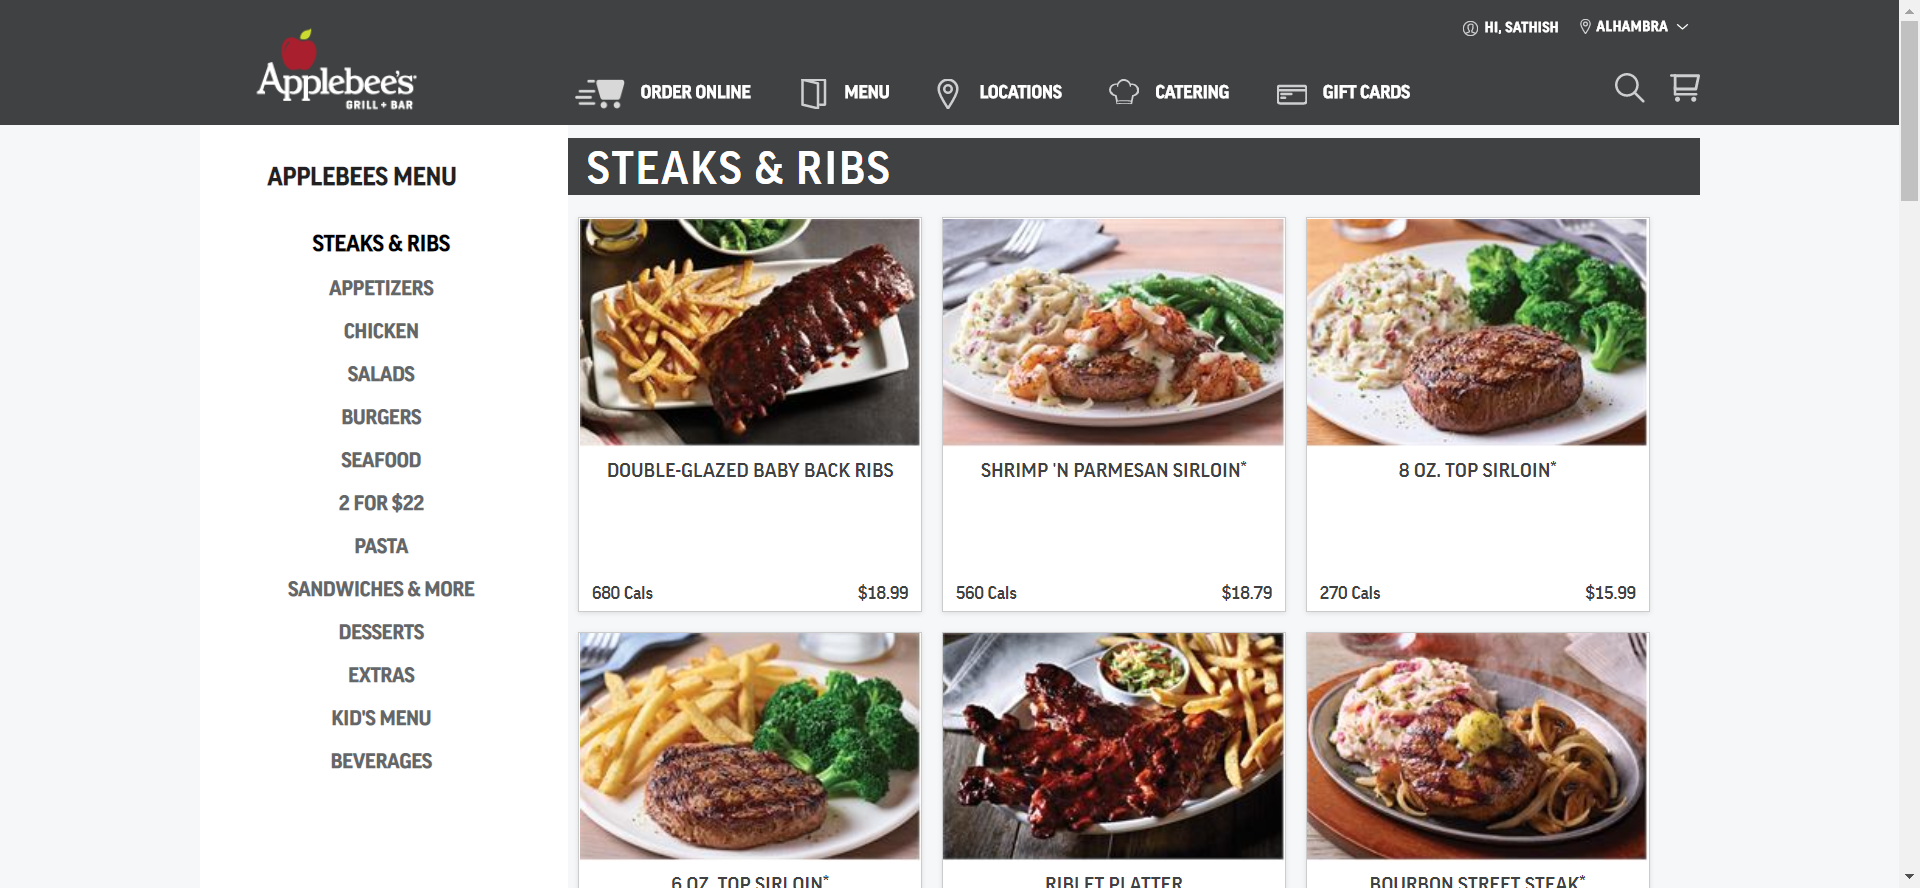 HI, SATHISH
ALHAMBRA
Applebee's
GRILL + BAR
ORDER ONLINE
MENU
LOCATIONS
CATERING
GIFT CARDS
APPLEBEES MENU
STEAKS & RIBS
APPETIZERS
CHICKEN
SALADS
BURGERS
SEAFOOD
2 FOR $22
PASTA
SANDWICHES & MORE
DESSERTS
EXTRAS
KID'S MENU
BEVERAGES
STEAKS & RIBS
DOUBLE-GLAZED BABY BACK RIBS
680 Cals $18.99
SHRIMP 'N PARMESAN SIRLOIN*
560 Cals $18.79
8 OZ. TOP SIRLOIN*
270 Cals $15.99
6 OZ. TOP SIRLOIN*
RIBLET PLATTER
BOURBON STREET STEAK*